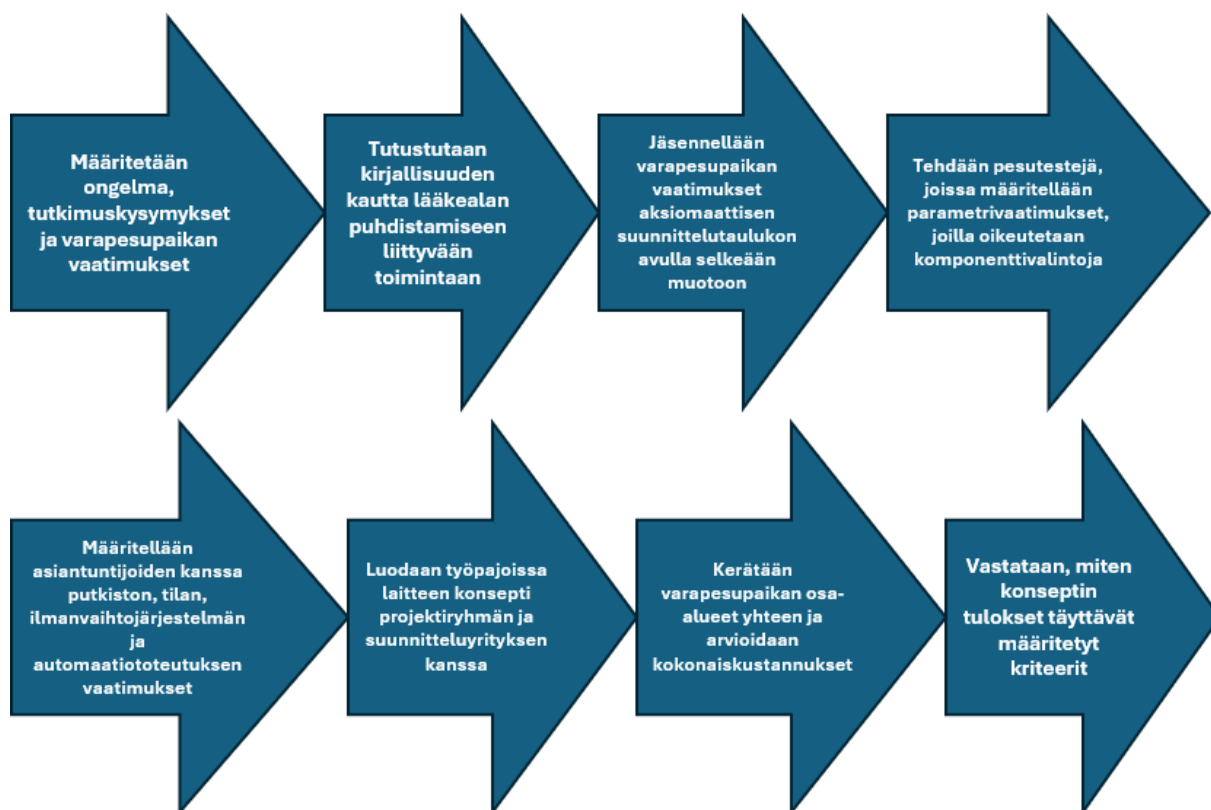 Määritetään
ongelma,
tutkimuskysymykset
ja varapesupaikan
vaatimukset
Tutustutaan
kirjallisuuden
kautta lääkealan
puhdistamiseen
liittyvään
toimintaan
Jäsennellään
varapesupaikan
vaatimukset
aksiomaattisen
suunnittelutaulukon
avulla selkeään
muotoon
Tehdään pesutestejä,
joissa määritellään
parametrivaatimukset,
joilla oikeutetaan
komponenttivalintoja
Määritellään
asiantuntijoiden kanssa
putkiston, tilan,
ilmanvaihtojärjestelmän
ja
automaatiototeutuksen
vaatimukset
Luodaan työpajoissa
laitteen konsepti
projektiryhmän ja
suunnitteluyrityksen
kanssa
Kerätään
varapesupaikan osa-
alueet yhteen ja
arvioidaan
kokonaiskustannukset
Vastataan, miten
konseptin
tulokset täyttävät
määritetyt
kriteerit